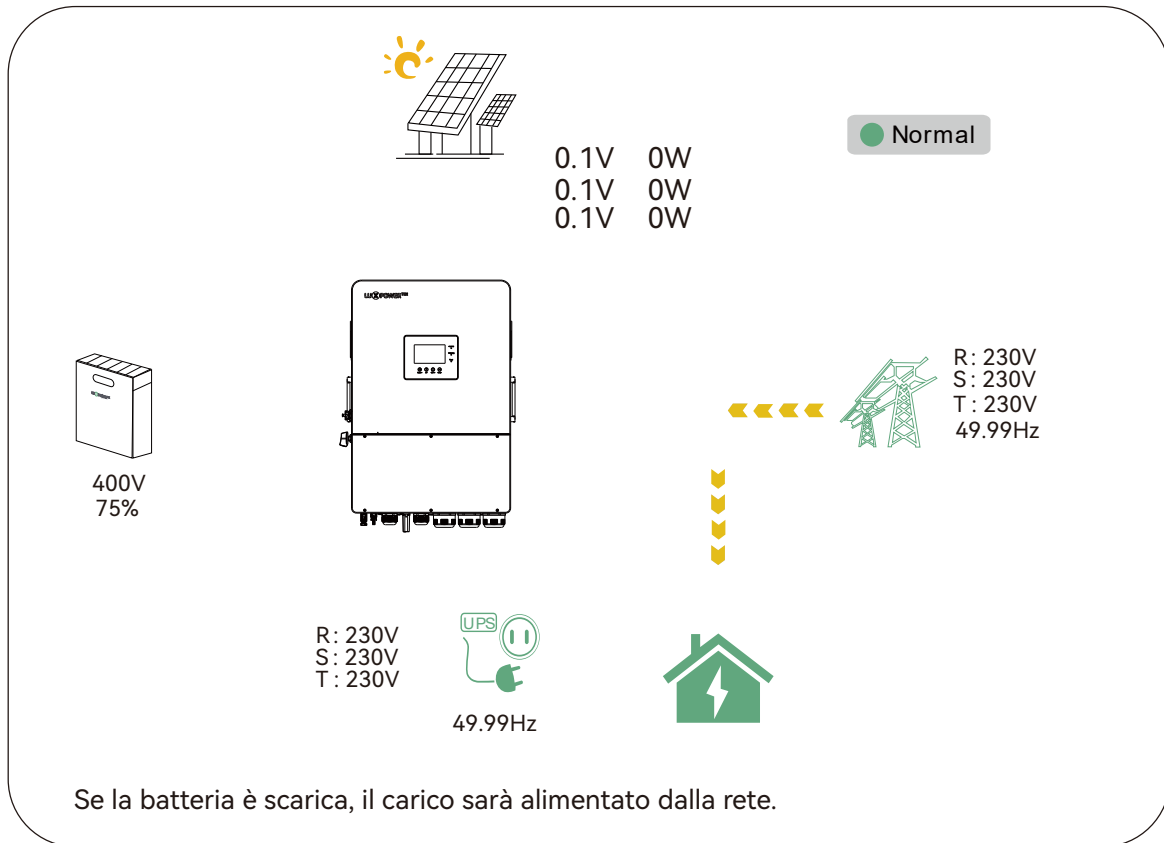 0.1V 0W
0.1V 0W
0.1V 0W
Normal
LUXPOWER
R: 230V
S: 230V
T: 230V
49.99Hz
400V
75%
R: 230V
S: 230V
T: 230V
UPS
49.99Hz
Se la batteria è scarica, il carico sarà alimentato dalla rete.